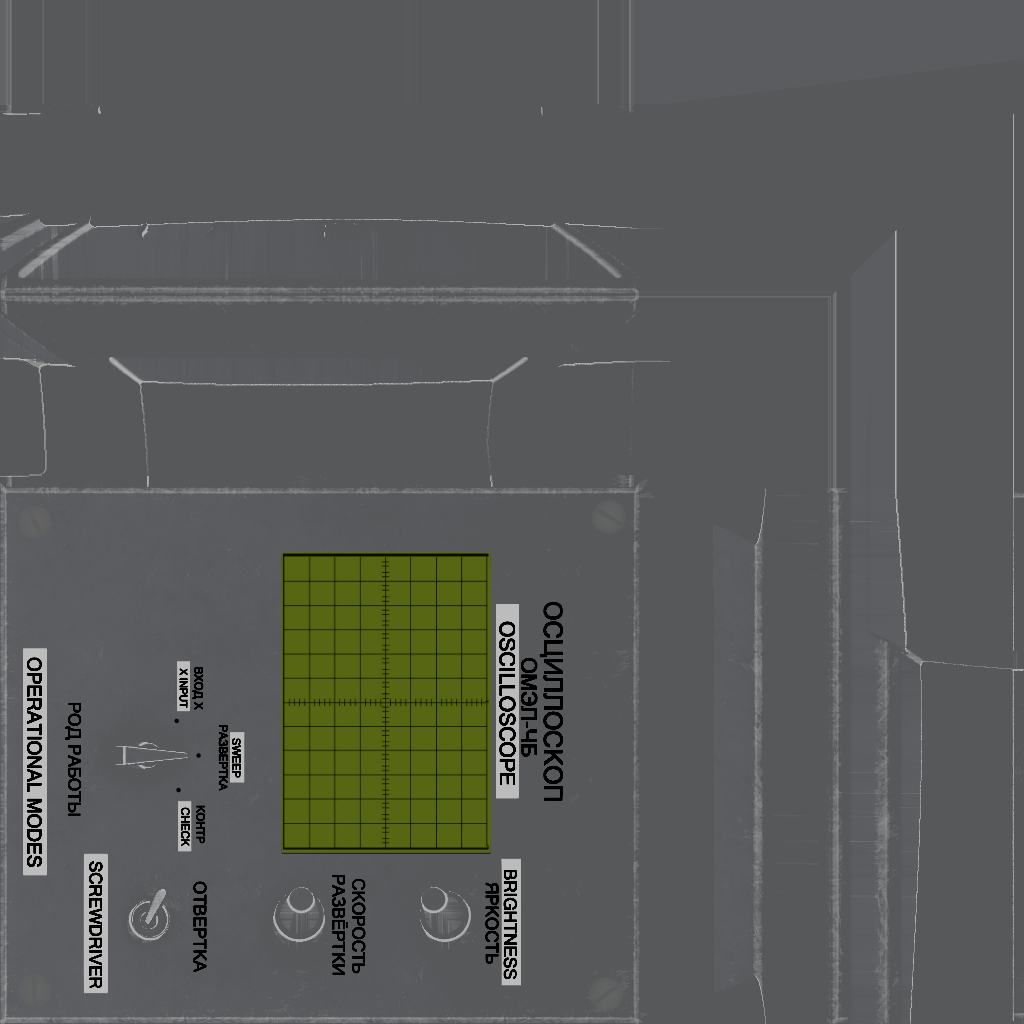 ОСЦИЛЛОСКОП
ОМЭЛ-ЧБ
OSCILLOSCOPE
BRIGHTNESS
ЯРКОСТЬ
СКОРОСТЬ
РАЗВЁРТКИ
SWEEP
РАЗВЕРТКА
ВХОД X
X INPUT
КОНТР
CHECK
РОД РАБОТЫ
OPERATIONAL MODES
ОТВЕРТКА
SCREWDRIVER